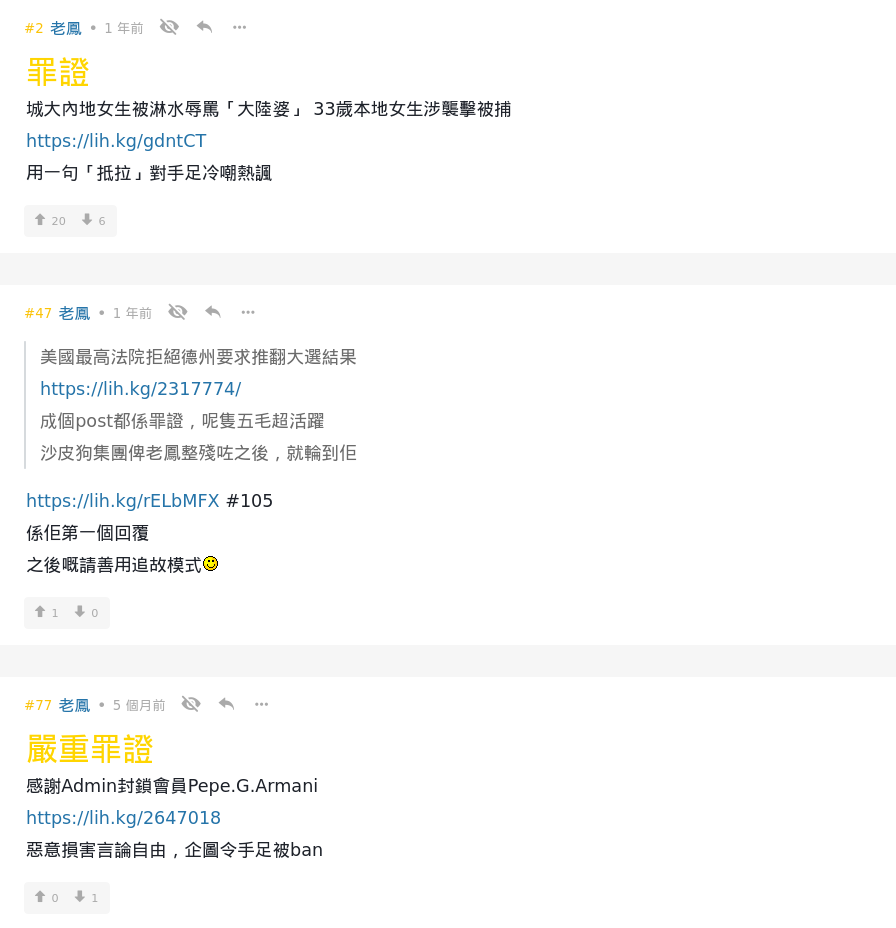 #2 老鳳 • 1 年前
罪證
城大內地女生被淋水辱罵「大陸婆」 33歲本地女生涉襲擊被捕
https://lih.kg/gdntCT
用一句「抵拉」對手足冷嘲熱諷
20 6
#47 老鳳 • 1 年前
美國最高法院拒絕德州要求推翻大選結果
https://lih.kg/2317774/
成個post都係罪證，呢隻五毛超活躍
沙皮狗集團俾老鳳整殘咗之後，就輪到佢
https://lih.kg/rELbMFX #105
係佢第一個回覆
之後嘅請善用追故模式
1 0
#77 老鳳 • 5 個月前
嚴重罪證
感謝Admin封鎖會員Pepe.G.Armani
https://lih.kg/2647018
惡意損害言論自由，企圖令手足被ban
0 1